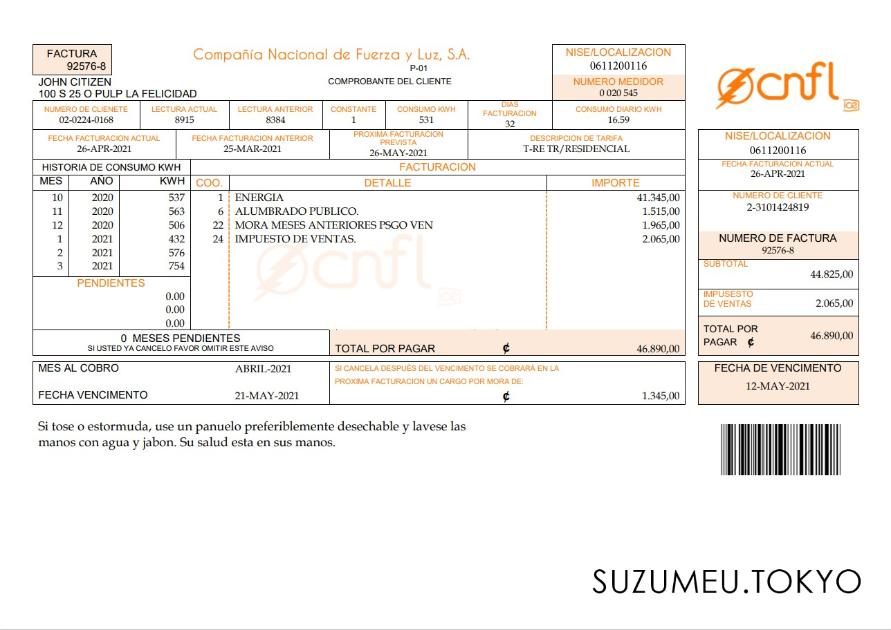 FACTURA
92576-8
Compañía Nacional de Fuerza y Luz, S.A.
P-01
COMPROBANTE DEL CLIENTE
NISE/LOCALIZACION
0611200116
NUMERO MEDIDOR
0 020 545
JOHN CITIZEN
100 S 25 O PULP LA FELICIDAD
NUMERO DE CLIENETE LECTURA ACTUAL LECTURA ANTERIOR CONSTANTE CONSUMO KWH DIAS FACTURACION CONSUMO DIARIO KWH
02-0224-0168 8915 8384 1 531 32 16.59
FECHA FACTURACION ACTUAL FECHA FACTURACION ANTERIOR PROXIMA FACTURACION PREVISTA DESCRIPCION DE TARIFA
26-APR-2021 25-MAR-2021 26-MAY-2021 T-RE TR/RESIDENCIAL
HISTORIA DE CONSUMO KWH FACTURACION
MES AÑO KWH COO. DETALLE IMPORTE
10 2020 537 1 ENERGIA 41.345,00
11 2020 563 6 ALUMBRADO PUBLICO. 1.515,00
12 2020 506 22 MORA MESES ANTERIORES PSGO VEN 1.965,00
1 2021 432 24 IMPUESTO DE VENTAS. 2.065,00
2 2021 576
3 2021 754
cnfl
ice
PENDIENTES
0.00
0.00
0.00
0 MESES PENDIENTES
SI USTED YA CANCELO FAVOR OMITIR ESTE AVISO
TOTAL POR PAGAR ₡ 46.890,00
MES AL COBRO ABRIL-2021
FECHA VENCIMIENTO 21-MAY-2021
SI CANCELA DESPUÉS DEL VENCIMIENTO SE COBRARÁ EN LA
PROXIMA FACTURACION UN CARGO POR MORA DE:
₡ 1.345,00
cnfl
ice
NISE/LOCALIZACION
0611200116
FECHA FACTURACION ACTUAL
26-APR-2021
NUMERO DE CLIENTE
2-3101424819
NUMERO DE FACTURA
92576-8
SUBTOTAL
44.825,00
IMPUSESTO
DE VENTAS 2.065,00
TOTAL POR
PAGAR ₡ 46.890,00
FECHA DE VENCIMIENTO
12-MAY-2021
Si tose o estormuda, use un panuelo preferiblemente desechable y lavese las
manos con agua y jabon. Su salud esta en sus manos.
SUZUMEU.TOKYO